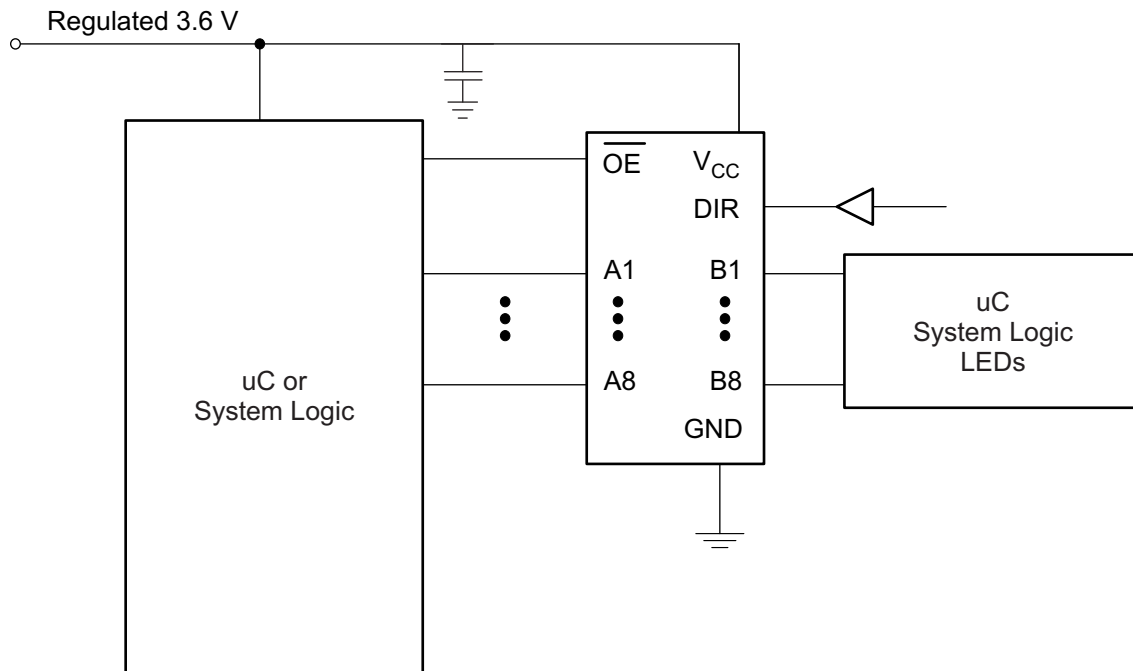 Regulated 3.6 V
OE
VCC
DIR
A1
B1
A8
B8
GND
uC or
System Logic
uC
System Logic
LEDs